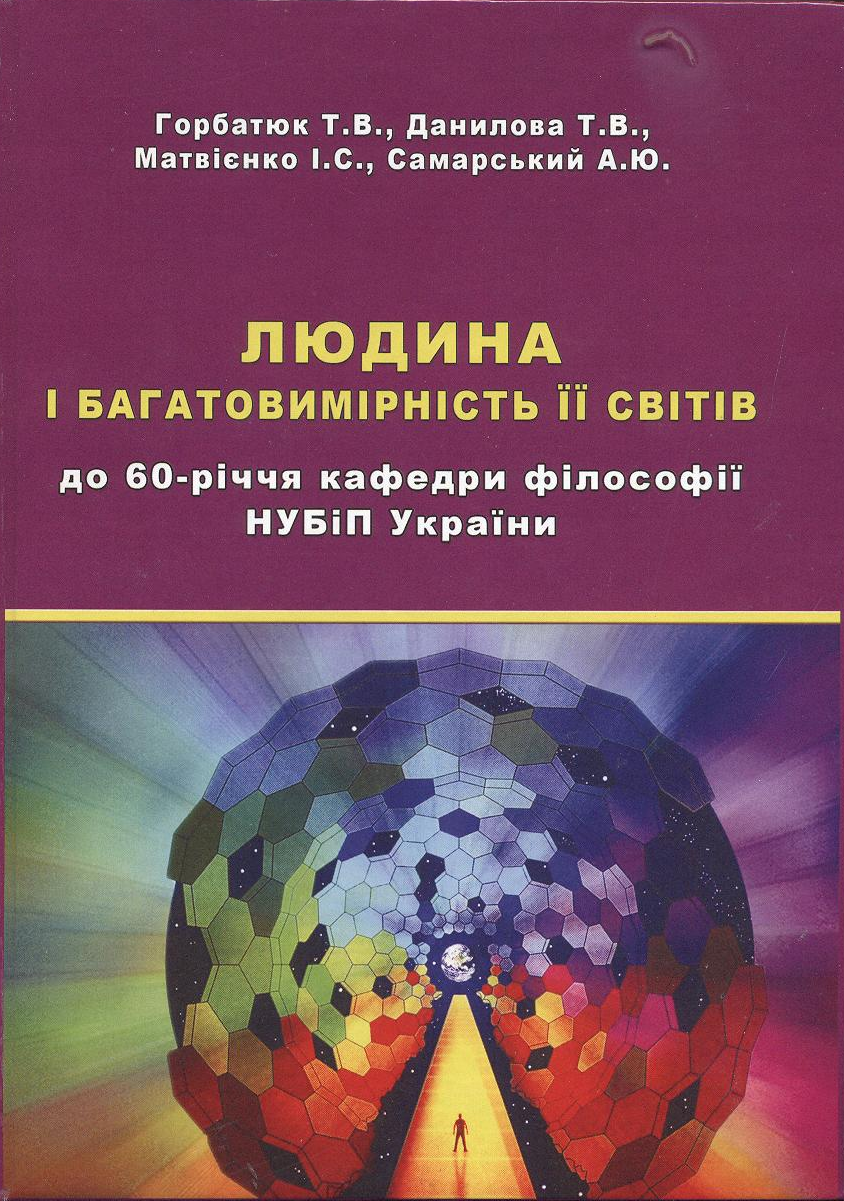 Горбатюк Т.В., Данилова Т.В.,
Матвієнко І.С., Самарський А.Ю.
ЛЮДИНА
І БАГАТОВИМІРНІСТЬ ЇЇ СВІТІВ
до 60-річчя кафедри філософії
НУБіП України